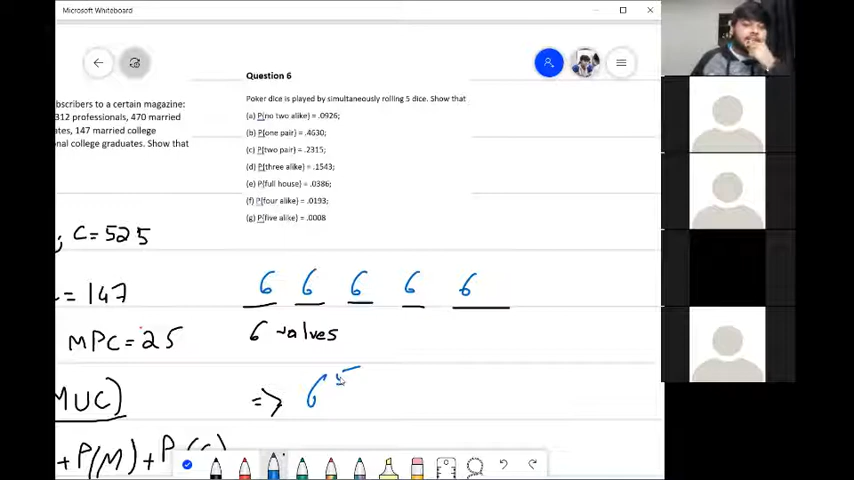 Microsoft Whiteboard
bscribers to a certain magazine:
312 professionals, 470 married
ates, 147 married college
onal college graduates. Show that
Question 6
Poker dice is played by simultaneously rolling 5 dice. Show that
(a) P(no two alike) = .0926;
(b) P(one pair) = .4630;
(c) P(two pair) = .2315;
(d) P(three alike) = .1543;
(e) P(full house) = .0386;
(f) P(four alike) = .0193;
(g) P(five alike) = .0008
; C = 525
= 147
MPC = 25
MUC)
+ P(M) + P(C)
6 6 6 6 6
6 values
=> 6^5